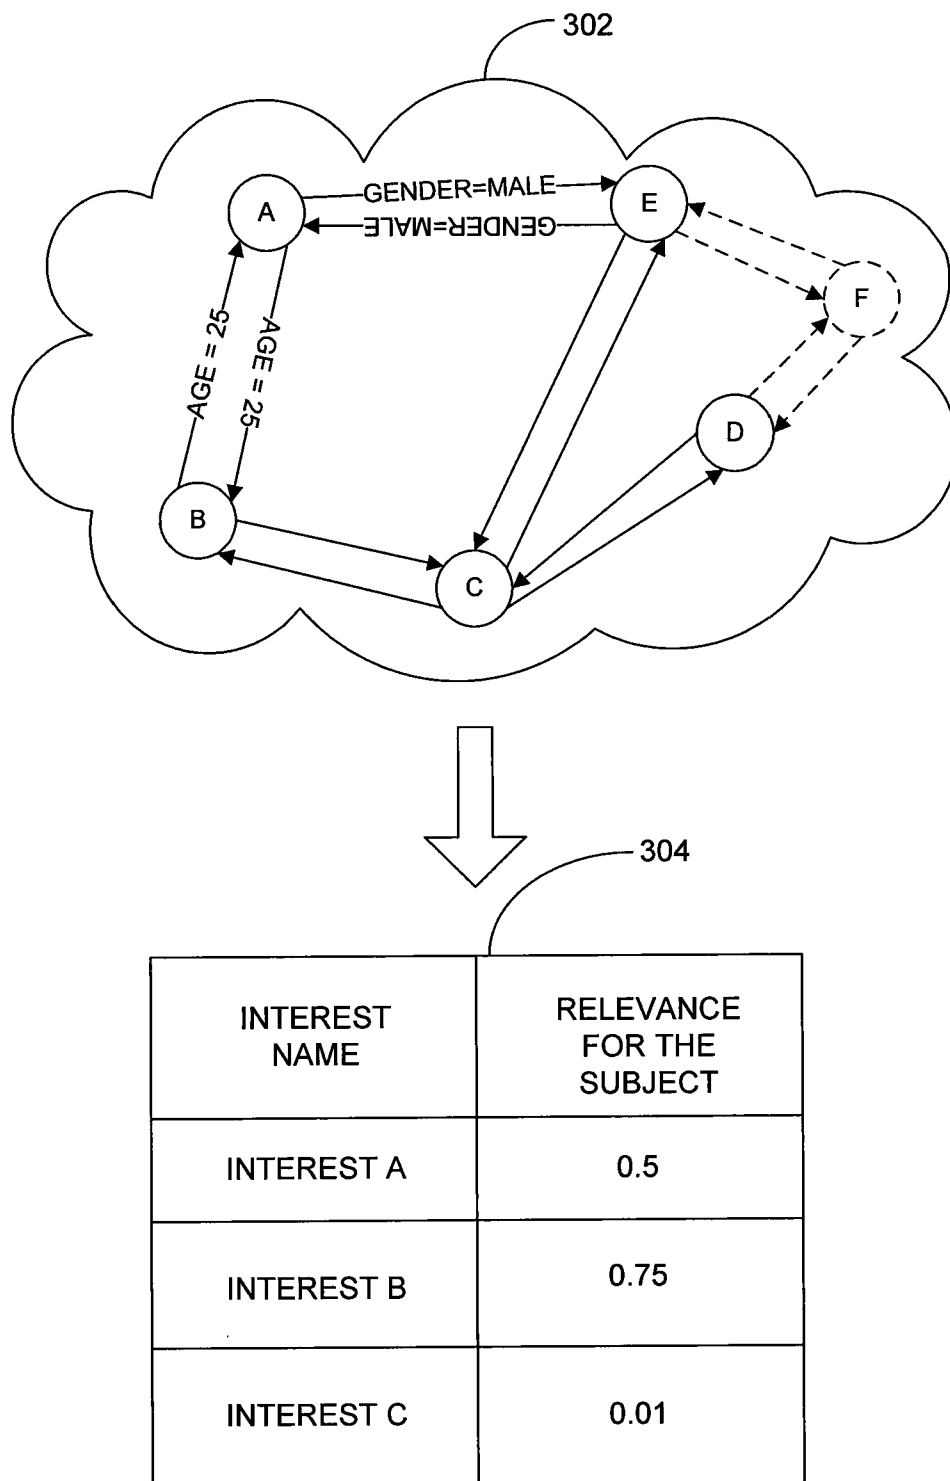 302
A
GENDER=MALE
E
GENDER=MALE
F
AGE = 25
AGE = 25
D
B
C
304
INTEREST
NAME
RELEVANCE
FOR THE
SUBJECT
INTEREST A
0.5
INTEREST B
0.75
INTEREST C
0.01